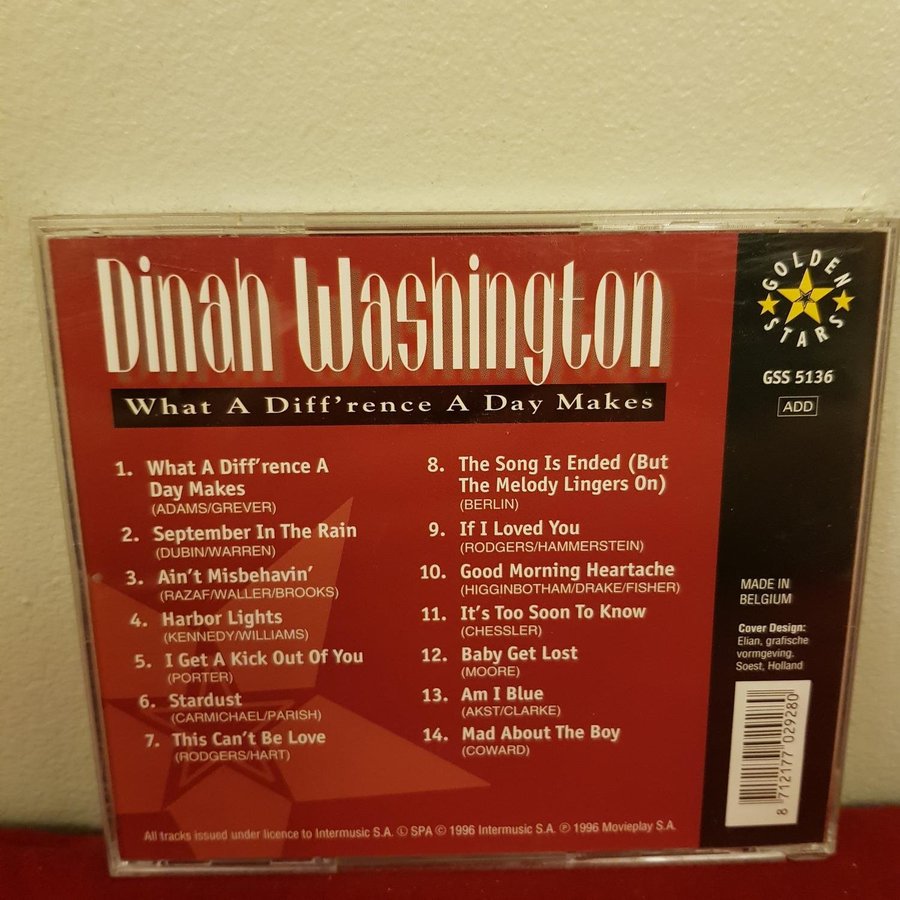 Dinah Washington
What A Diff'rence A Day Makes
1. What A Diff'rence A
Day Makes
(ADAMS/GREVER)
2. September In The Rain
(DUBIN/WARREN)
3. Ain't Misbehavin'
(RAZAF/WALLER/BROOKS)
4. Harbor Lights
(KENNEDY/WILLIAMS)
5. I Get A Kick Out Of You
(PORTER)
6. Stardust
(CARMICHAEL/PARISH)
7. This Can't Be Love
(RODGERS/HART)
8. The Song Is Ended (But
The Melody Lingers On)
(BERLIN)
9. If I Loved You
(RODGERS/HAMMERSTEIN)
10. Good Morning Heartache
(HIGGINBOTHAM/DRAKE/FISHER)
11. It's Too Soon To Know
(CHESSLER)
12. Baby Get Lost
(MOORE)
13. Am I Blue
(AKST/CLARKE)
14. Mad About The Boy
(COWARD)
All tracks issued under licence to Intermusic S.A. Ⓛ SPA © 1996 Intermusic S.A. ℗ 1996 Movieplay S.A.
GOLDEN
STARS
GSS 5136
ADD
MADE IN
BELGIUM
Cover Design:
Elian, grafische
vormgeving.
Soest, Holland
8 712177 029280